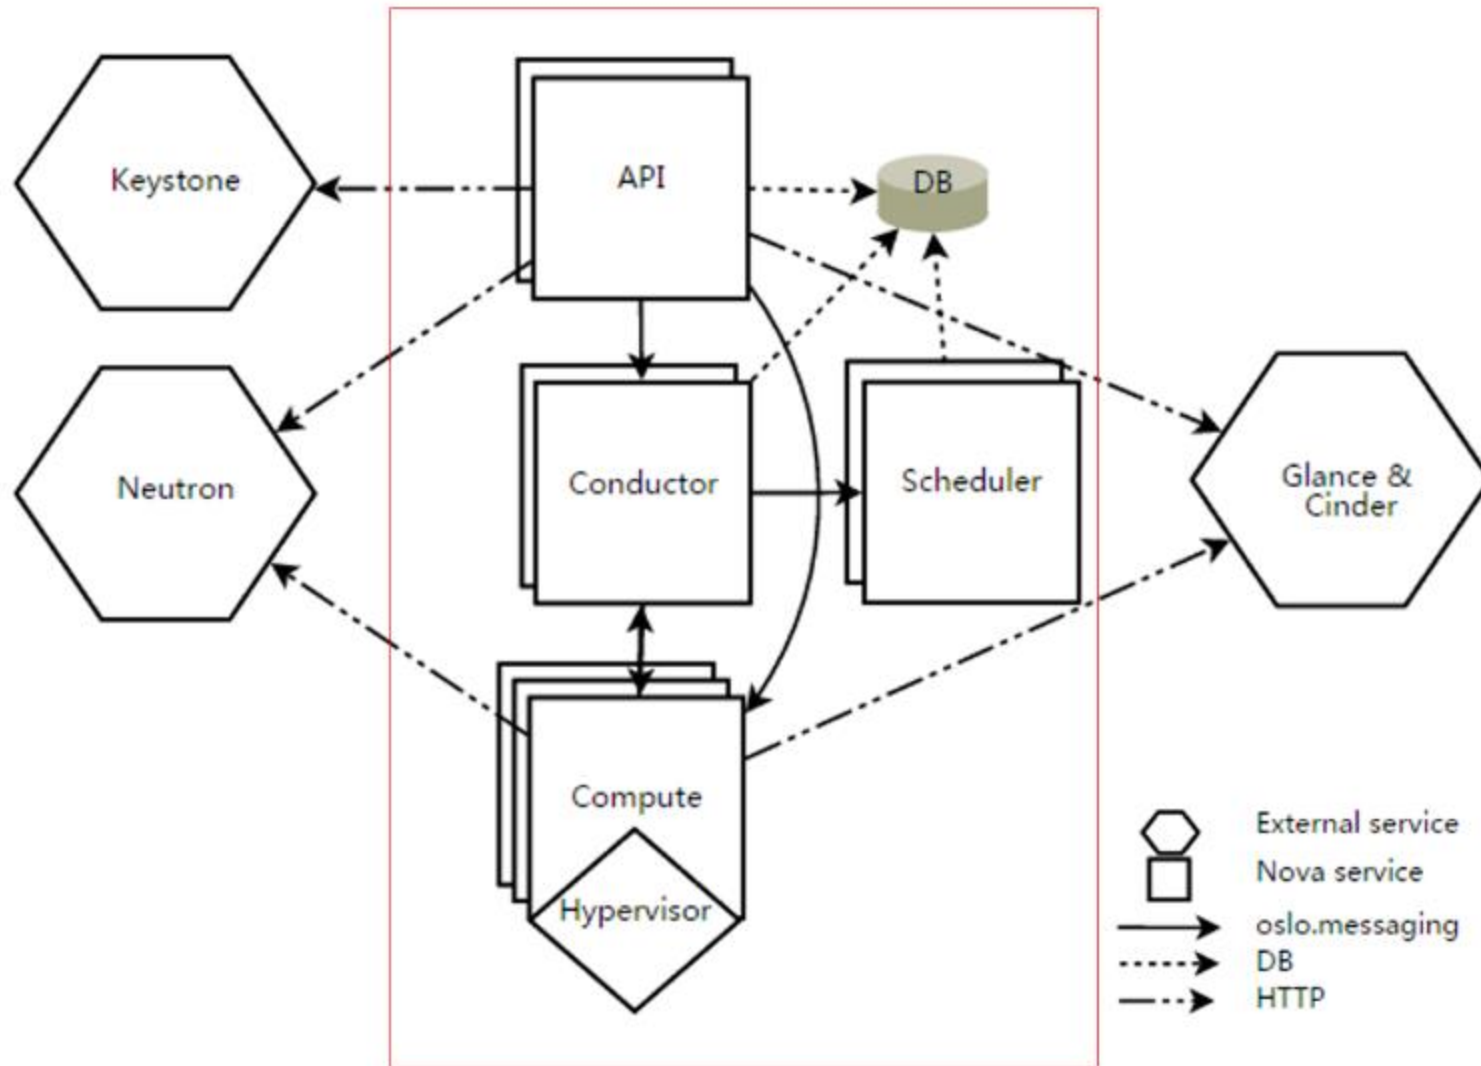 API
DB
Keystone
Conductor
Scheduler
Glance &
Cinder
Neutron
Compute
Hypervisor
External service
Nova service
oslo.messaging
DB
HTTP